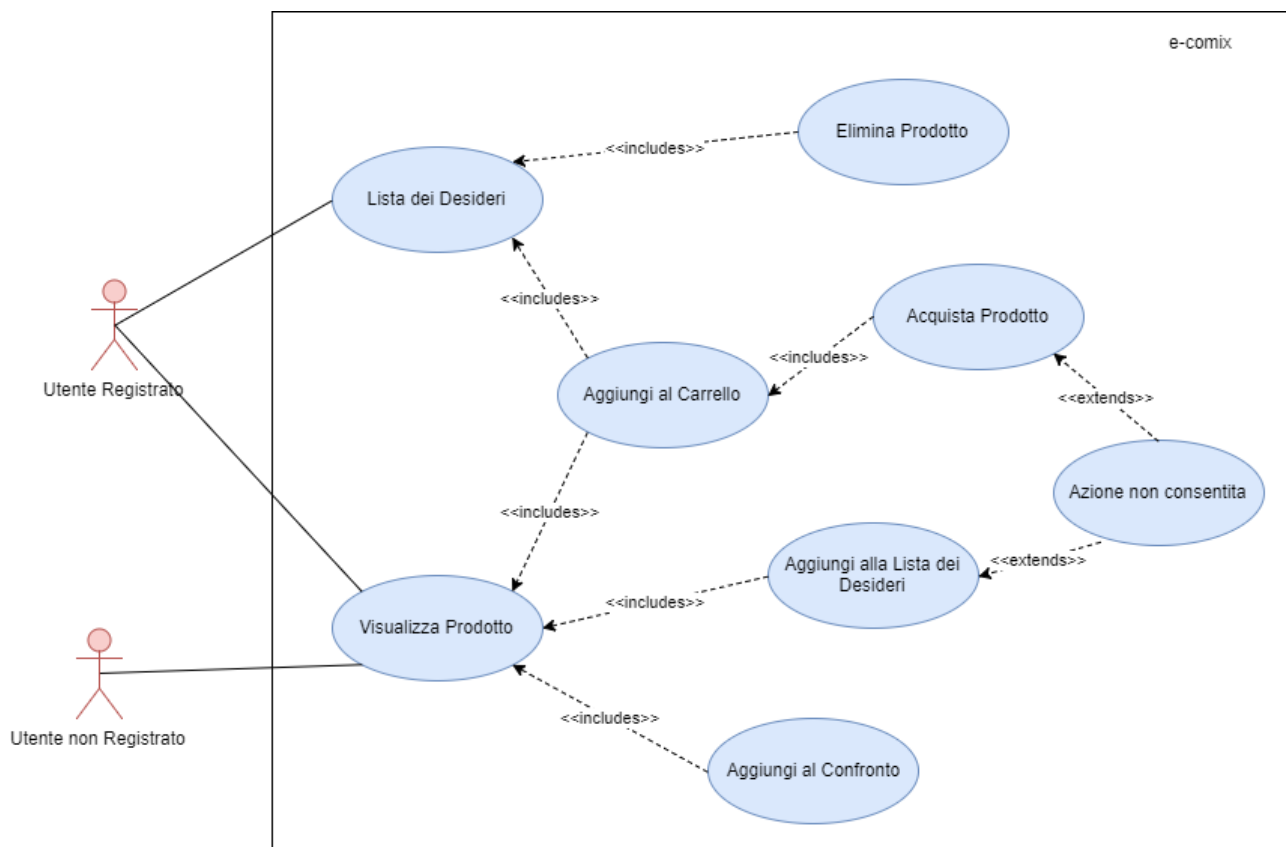 e-comix
Elimina Prodotto
<<includes>>
Lista dei Desideri
<<includes>>
Acquista Prodotto
<<includes>>
Utente Registrato
Aggiungi al Carrello
<<extends>>
Azione non consentita
<<includes>>
Aggiungi alla Lista dei
Desideri
<<extends>>
<<includes>>
Visualizza Prodotto
<<includes>>
Utente non Registrato
Aggiungi al Confronto